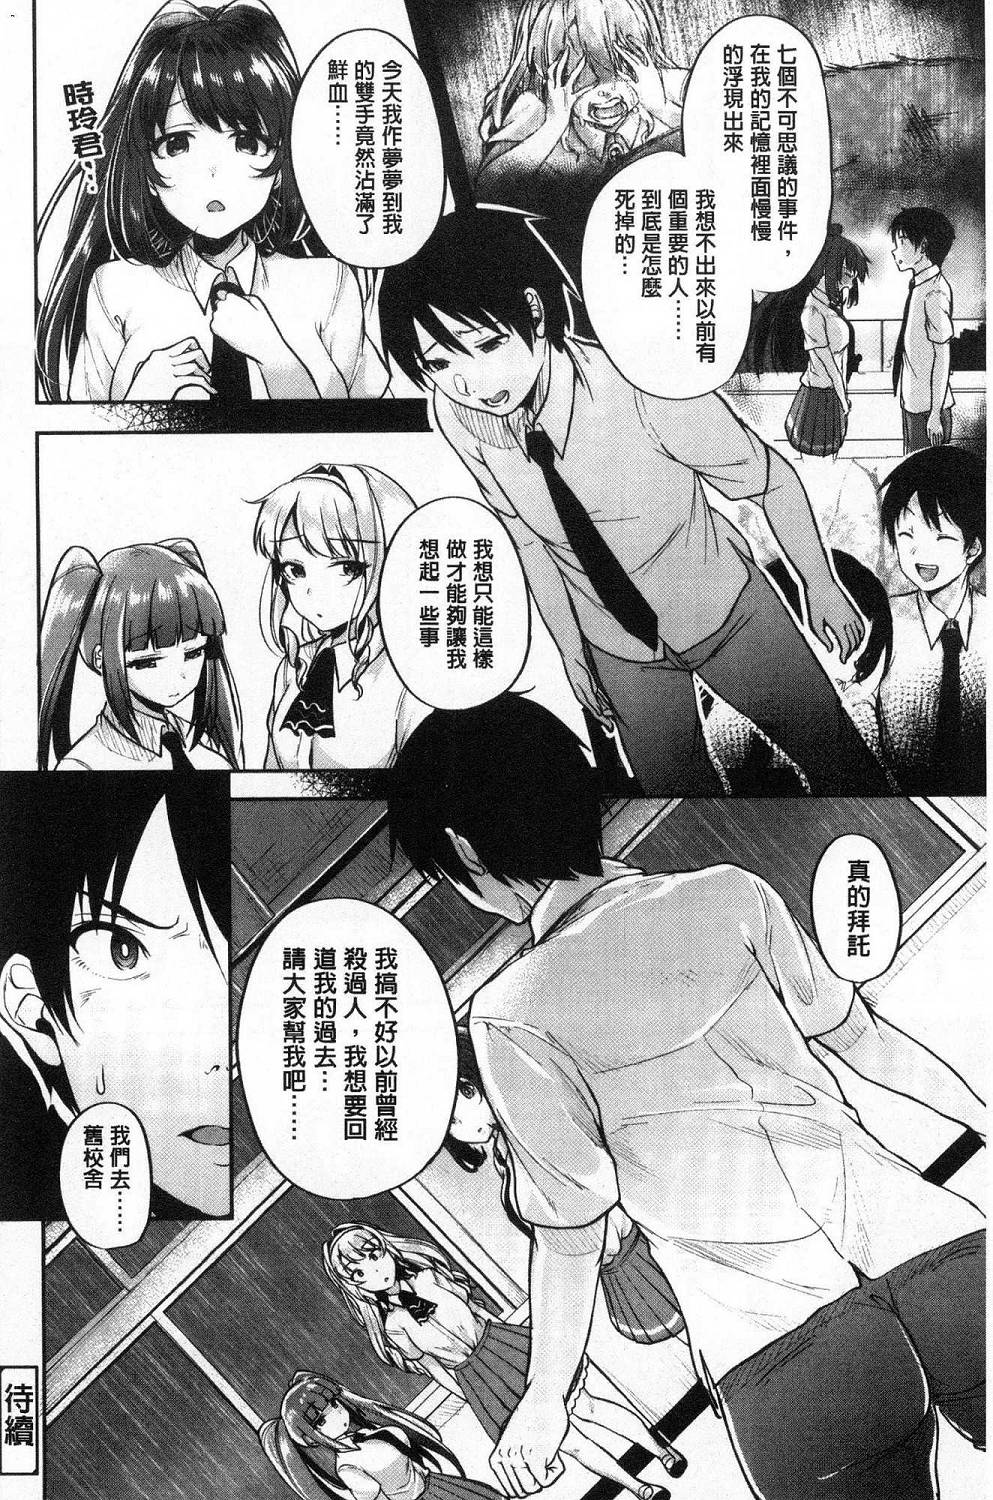 七個不可思議的事件，
在我的記憶裡面慢慢
的浮現出來
我想不出來以前有
個重要的人……
到底是怎麼
死掉的…
今天我作夢夢到我
的雙手竟然沾滿了
鮮血……
時玲君…
我想只能這樣
做才能夠讓我
想起一些事
真的拜託
我搞不好以前曾經
殺過人，我想要回
道我的過去…
請大家幫我吧……
我們去……
舊校舍
待續